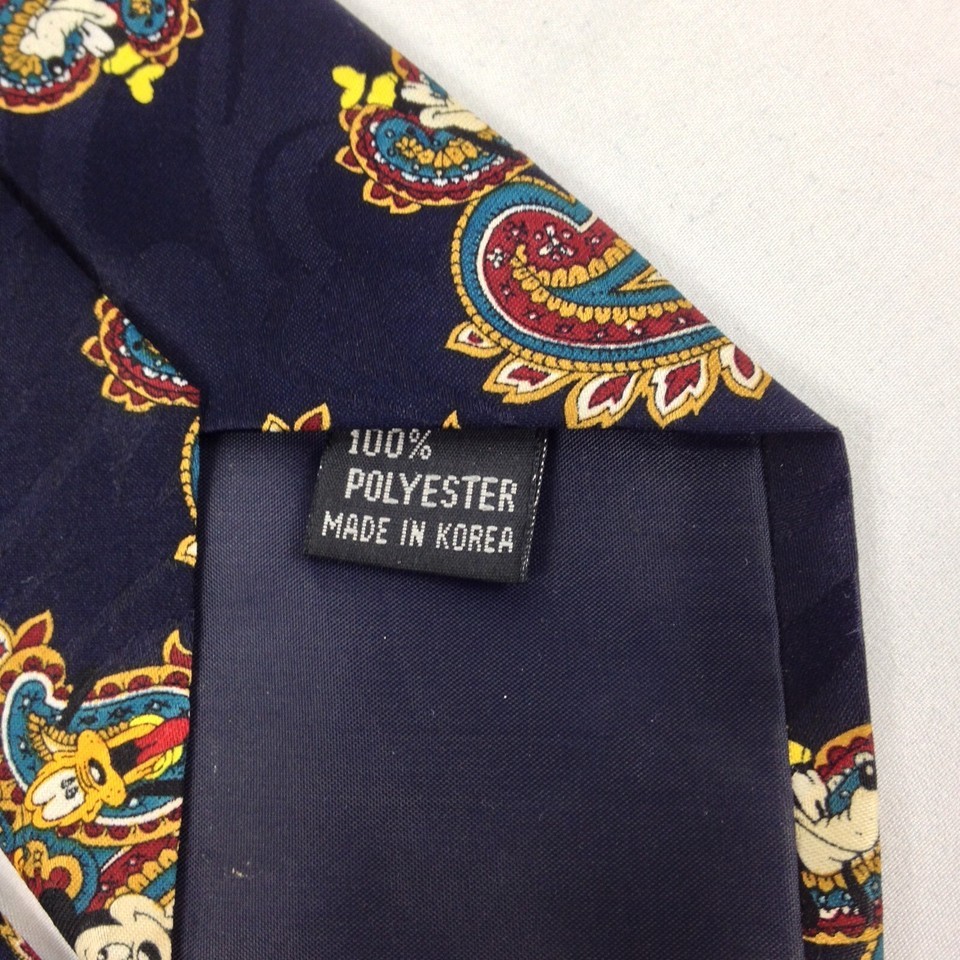 100%
POLYESTER
MADE IN KOREA